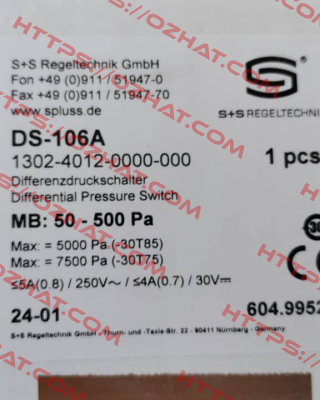 S+S Regeltechnik GmbH
Fon +49 (0)911 / 51947-0
Fax +49 (0)911 / 51947-70
www.spluss.de
S
S+S REGELTECHNIK
DS-106A
1302-4012-0000-000
1 pcs
Differenzdruckschalter
Differential Pressure Switch
MB: 50 - 500 Pa
Max: = 5000 Pa (-30T85)
Max: = 7500 Pa (-30T75)
≤5A(0.8) / 250V~ / ≤4A(0.7) / 30V⎓
24-01
604.9952
S+S Regeltechnik GmbH - Thurn- und -Taxis-Str. 22 - 90411 Nürnberg - Germany
HTTPS://OZHAT.COM